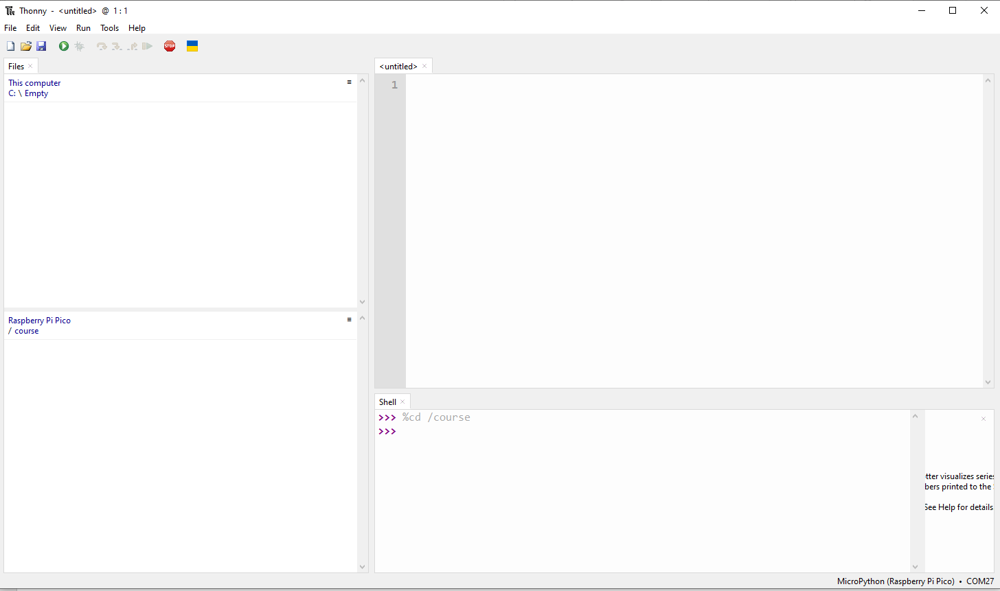 Thonny - <untitled> @ 1 : 1
File Edit View Run Tools Help
STOP
Files
This computer
C: \ Empty
Raspberry Pi Pico
/ course
<untitled>
1
Shell
>>> %cd /course
>>>
tter visualizes series
bers printed to the
See Help for details
MicroPython (Raspberry Pi Pico) • COM27